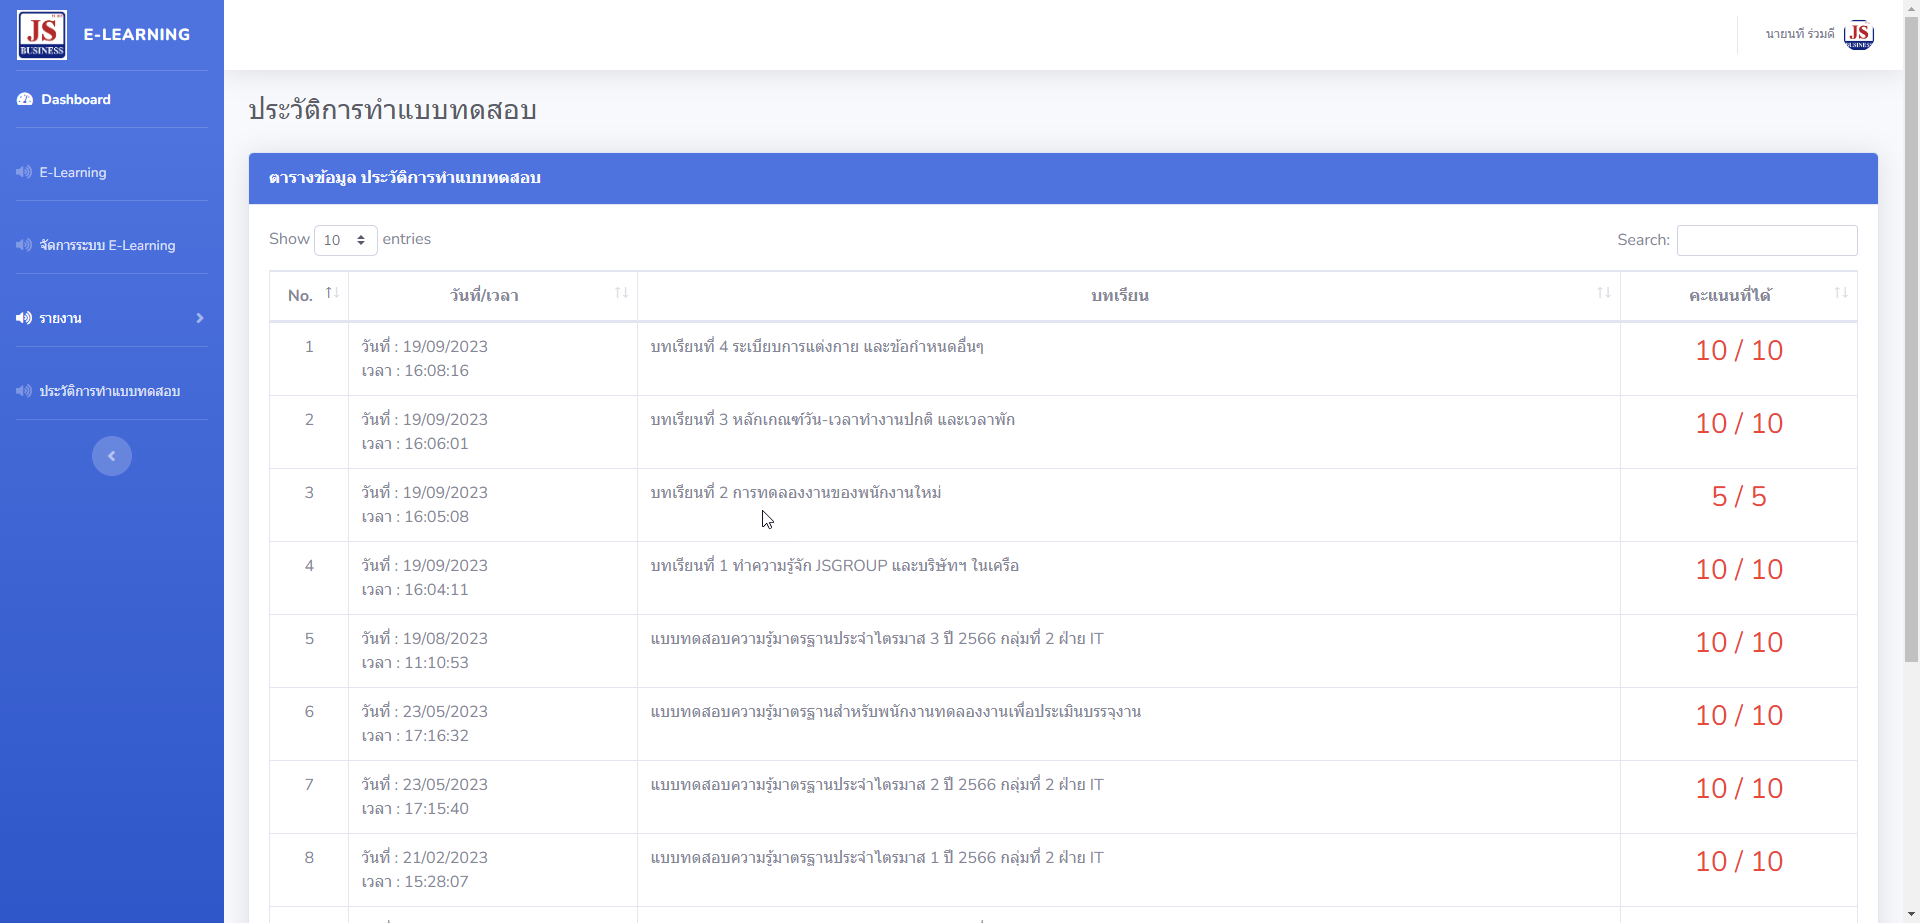 JS
BUSINESS
E-LEARNING
นายนที ร่วมดี
JS
Dashboard
E-Learning
จัดการระบบ E-Learning
รายงาน
ประวัติการทำแบบทดสอบ
ประวัติการทำแบบทดสอบ
ตารางข้อมูล ประวัติการทำแบบทดสอบ
Show 10 entries
Search:
No. วันที่/เวลา บทเรียน คะแนนที่ได้
1 วันที่ : 19/09/2023 บทเรียนที่ 4 ระเบียบการแต่งกาย และข้อกำหนดอื่นๆ 10 / 10
เวลา : 16:08:16
2 วันที่ : 19/09/2023 บทเรียนที่ 3 หลักเกณฑ์วัน-เวลาทำงานปกติ และเวลาพัก 10 / 10
เวลา : 16:06:01
3 วันที่ : 19/09/2023 บทเรียนที่ 2 การทดลองงานของพนักงานใหม่ 5 / 5
เวลา : 16:05:08
4 วันที่ : 19/09/2023 บทเรียนที่ 1 ทำความรู้จัก JSGROUP และบริษัทฯ ในเครือ 10 / 10
เวลา : 16:04:11
5 วันที่ : 19/08/2023 แบบทดสอบความรู้มาตรฐานประจำไตรมาส 3 ปี 2566 กลุ่มที่ 2 ฝ่าย IT 10 / 10
เวลา : 11:10:53
6 วันที่ : 23/05/2023 แบบทดสอบความรู้มาตรฐานสำหรับพนักงานทดลองงานเพื่อประเมินบรรจุงาน 10 / 10
เวลา : 17:16:32
7 วันที่ : 23/05/2023 แบบทดสอบความรู้มาตรฐานประจำไตรมาส 2 ปี 2566 กลุ่มที่ 2 ฝ่าย IT 10 / 10
เวลา : 17:15:40
8 วันที่ : 21/02/2023 แบบทดสอบความรู้มาตรฐานประจำไตรมาส 1 ปี 2566 กลุ่มที่ 2 ฝ่าย IT 10 / 10
เวลา : 15:28:07